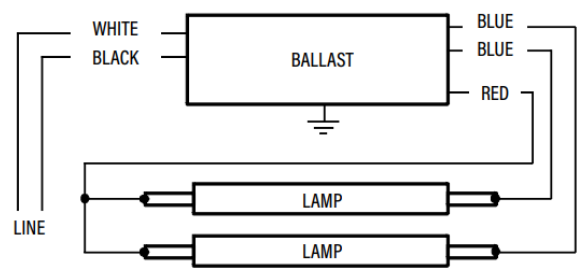 WHITE
BLACK
BALLAST
BLUE
BLUE
RED
LAMP
LINE
LAMP